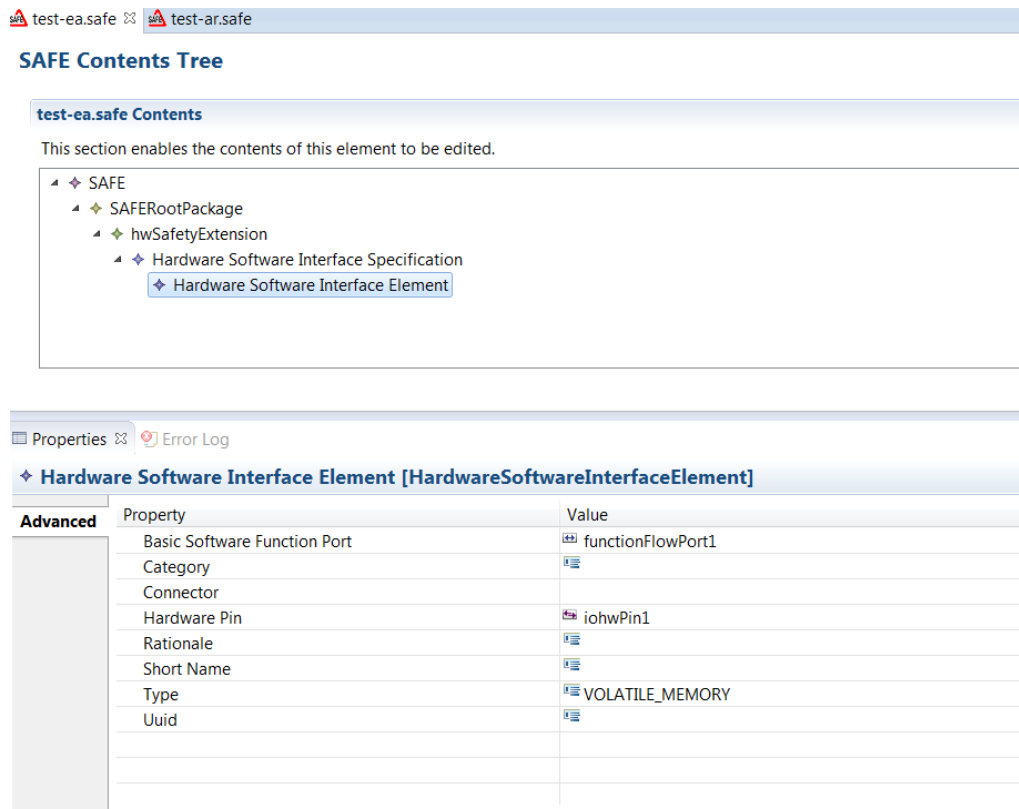 test-ea.safe test-ar.safe
SAFE Contents Tree
test-ea.safe Contents
This section enables the contents of this element to be edited.
SAFE
SAFERootPackage
hwSafetyExtension
Hardware Software Interface Specification
Hardware Software Interface Element
Properties Error Log
Hardware Software Interface Element [HardwareSoftwareInterfaceElement]
Advanced Property Value
Basic Software Function Port functionFlowPort1
Category
Connector
Hardware Pin iohwPin1
Rationale
Short Name
Type VOLATILE_MEMORY
Uuid